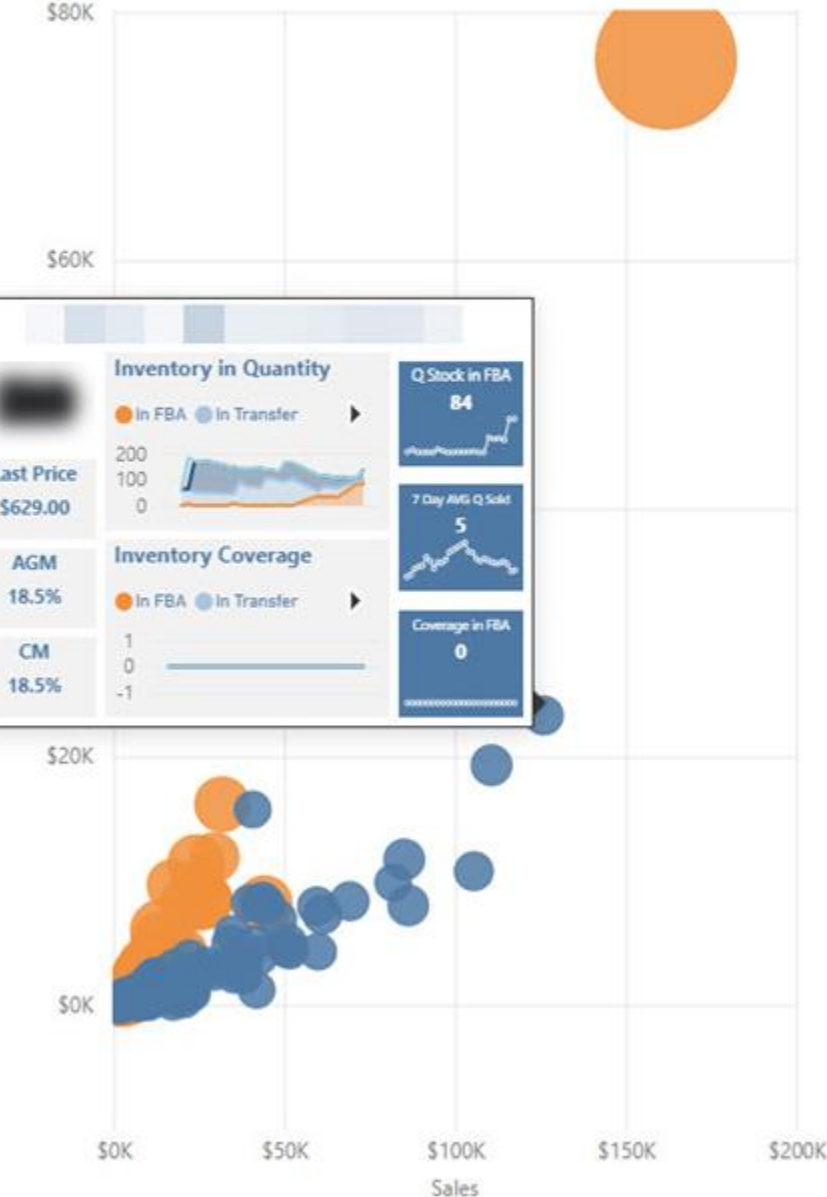 $80K
$60K
Inventory in Quantity
In FBA In Transfer
200
100
0
Inventory Coverage
In FBA In Transfer
1
0
-1
ast Price
$629.00
AGM
18.5%
CM
18.5%
Q Stock in FBA
84
7 Day AVG Q Sold
5
Coverage in FBA
0
$20K
$0K
$0K $50K $100K $150K $200K
Sales